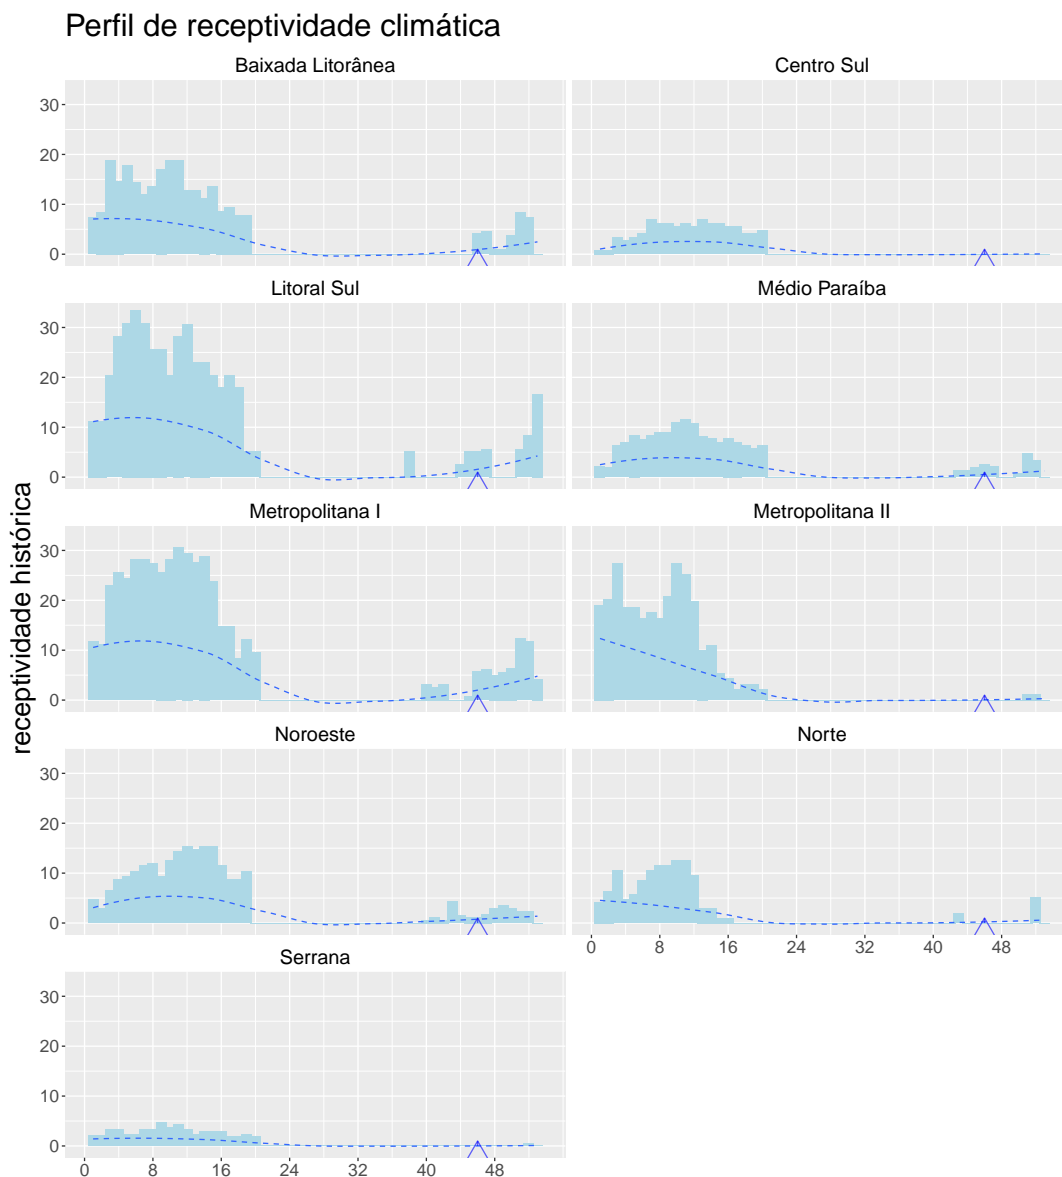 Perfil de receptividade climática
Baixada Litorânea
Centro Sul
30
20
10
0
Litoral Sul
Médio Paraíba
30
20
10
0
receptividade histórica
Metropolitana I
Metropolitana II
30
20
10
0
Noroeste
Norte
30
20
10
0
0 8 16 24 32 40 48
Serrana
30
20
10
0
0 8 16 24 32 40 48